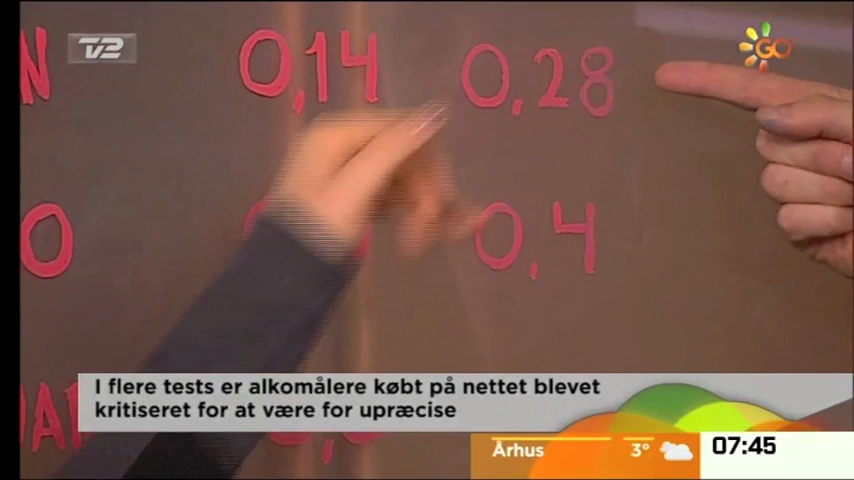 TV2
GO
N 0,14 0,28
O 0,4
I flere tests er alkomålere købt på nettet blevet
kritiseret for at være for upræcise
Århus 3° 07:45